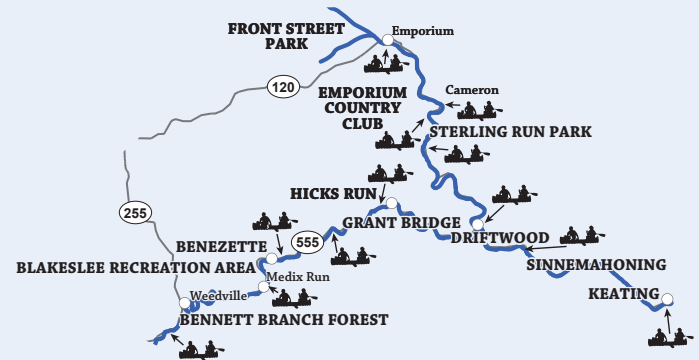 FRONT STREET
PARK
Emporium
120
EMPORIUM
COUNTRY
CLUB
Cameron
STERLING RUN PARK
HICKS RUN
255
GRANT BRIDGE
555
DRIFTWOOD
BENEZETTE
BLAKESLEE RECREATION AREA
SINNEMAHONING
Medix Run
KEATING
Weedville
BENNETT BRANCH FOREST